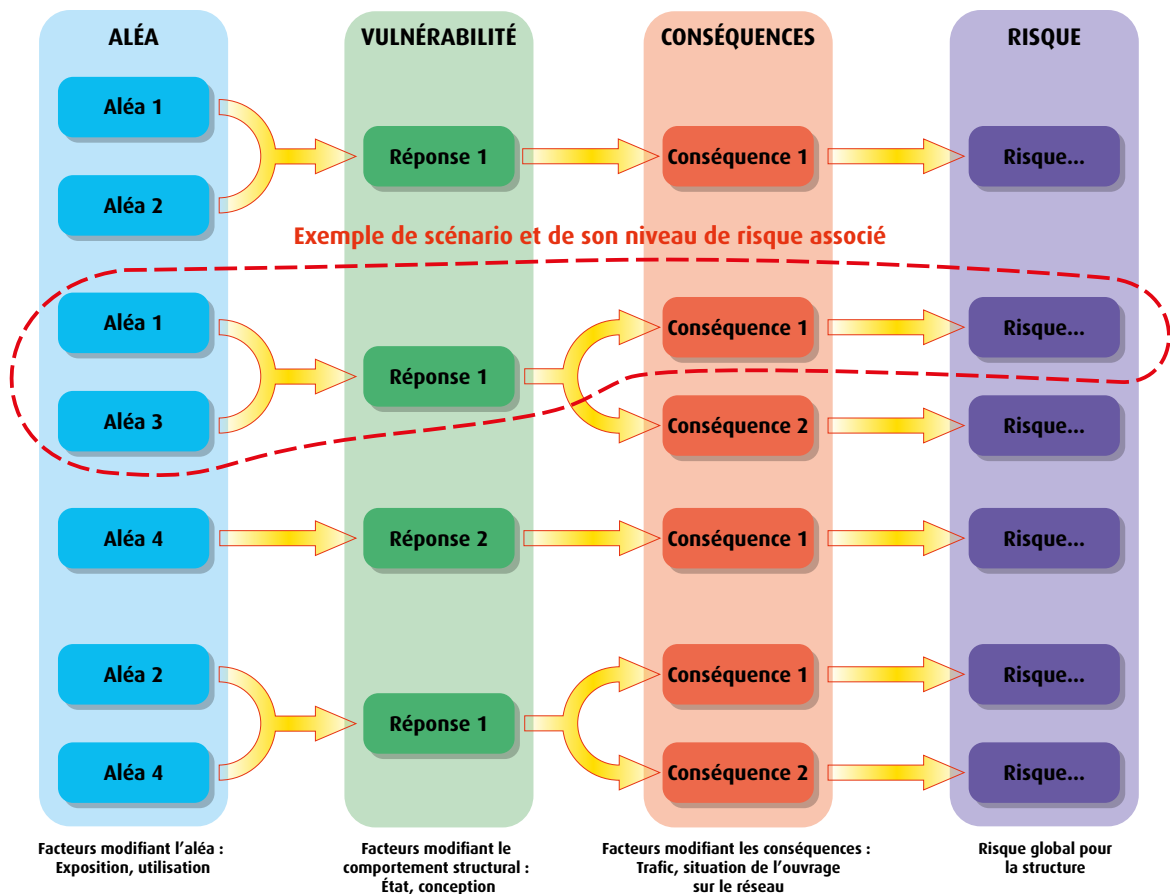 ALÉA
VULNÉRABILITÉ
CONSÉQUENCES
RISQUE
Aléa 1
Aléa 2
Réponse 1
Conséquence 1
Risque...
Exemple de scénario et de son niveau de risque associé
Aléa 1
Aléa 3
Réponse 1
Conséquence 1
Risque...
Conséquence 2
Risque...
Aléa 4
Réponse 2
Conséquence 1
Risque...
Aléa 2
Aléa 4
Réponse 1
Conséquence 1
Risque...
Conséquence 2
Risque...
Facteurs modifiant l’aléa :
Exposition, utilisation
Facteurs modifiant le
comportement structural :
État, conception
Facteurs modifiant les conséquences :
Trafic, situation de l’ouvrage
sur le réseau
Risque global pour
la structure